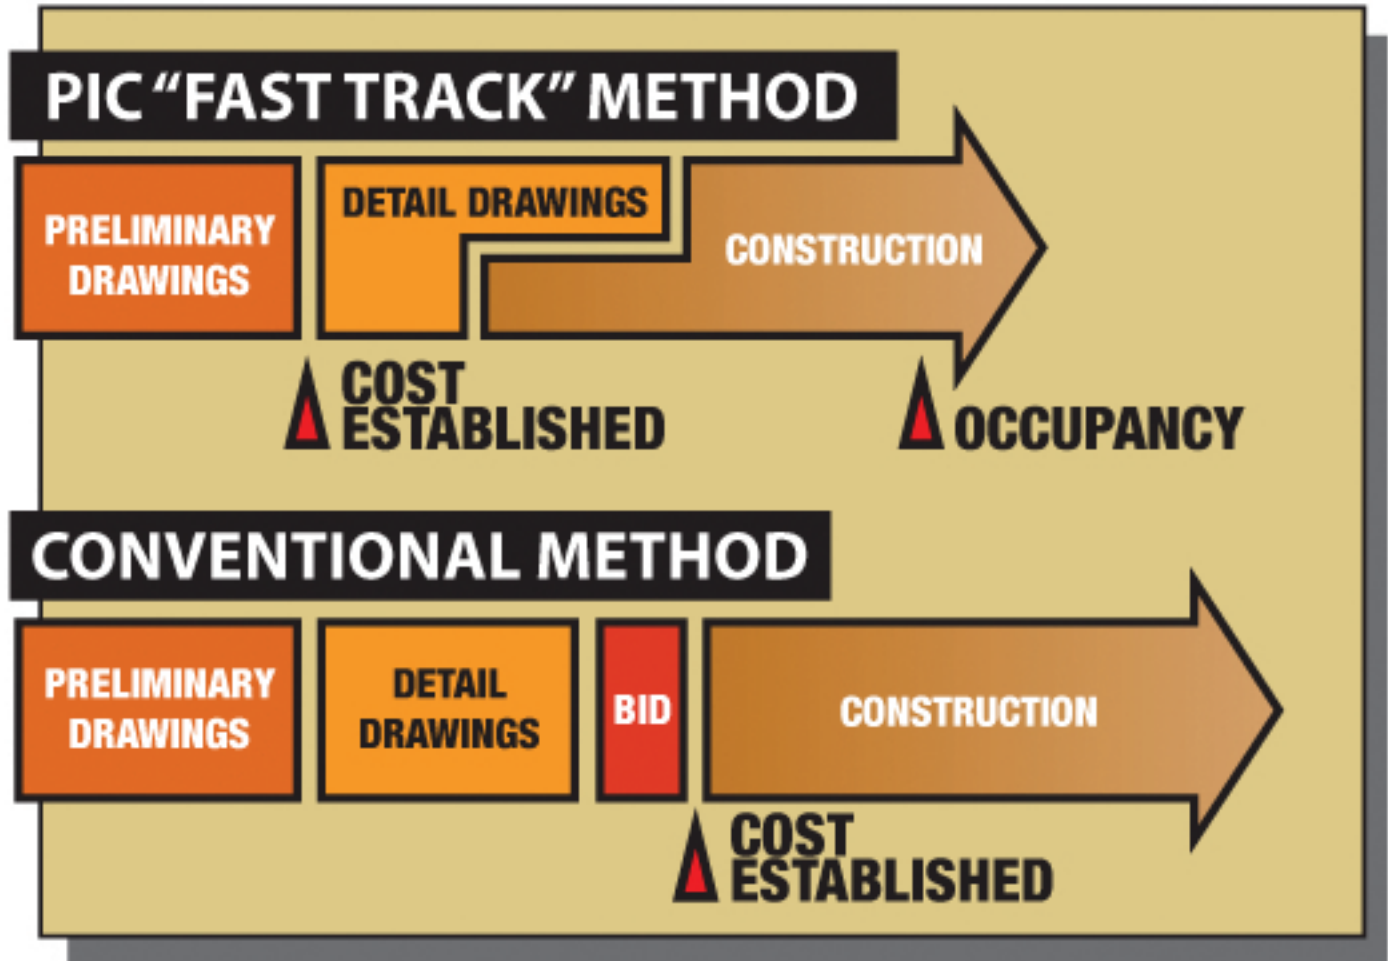 PIC “FAST TRACK” METHOD
PRELIMINARY
DRAWINGS
DETAIL DRAWINGS
CONSTRUCTION
COST
ESTABLISHED
OCCUPANCY
CONVENTIONAL METHOD
PRELIMINARY
DRAWINGS
DETAIL
DRAWINGS
BID
CONSTRUCTION
COST
ESTABLISHED